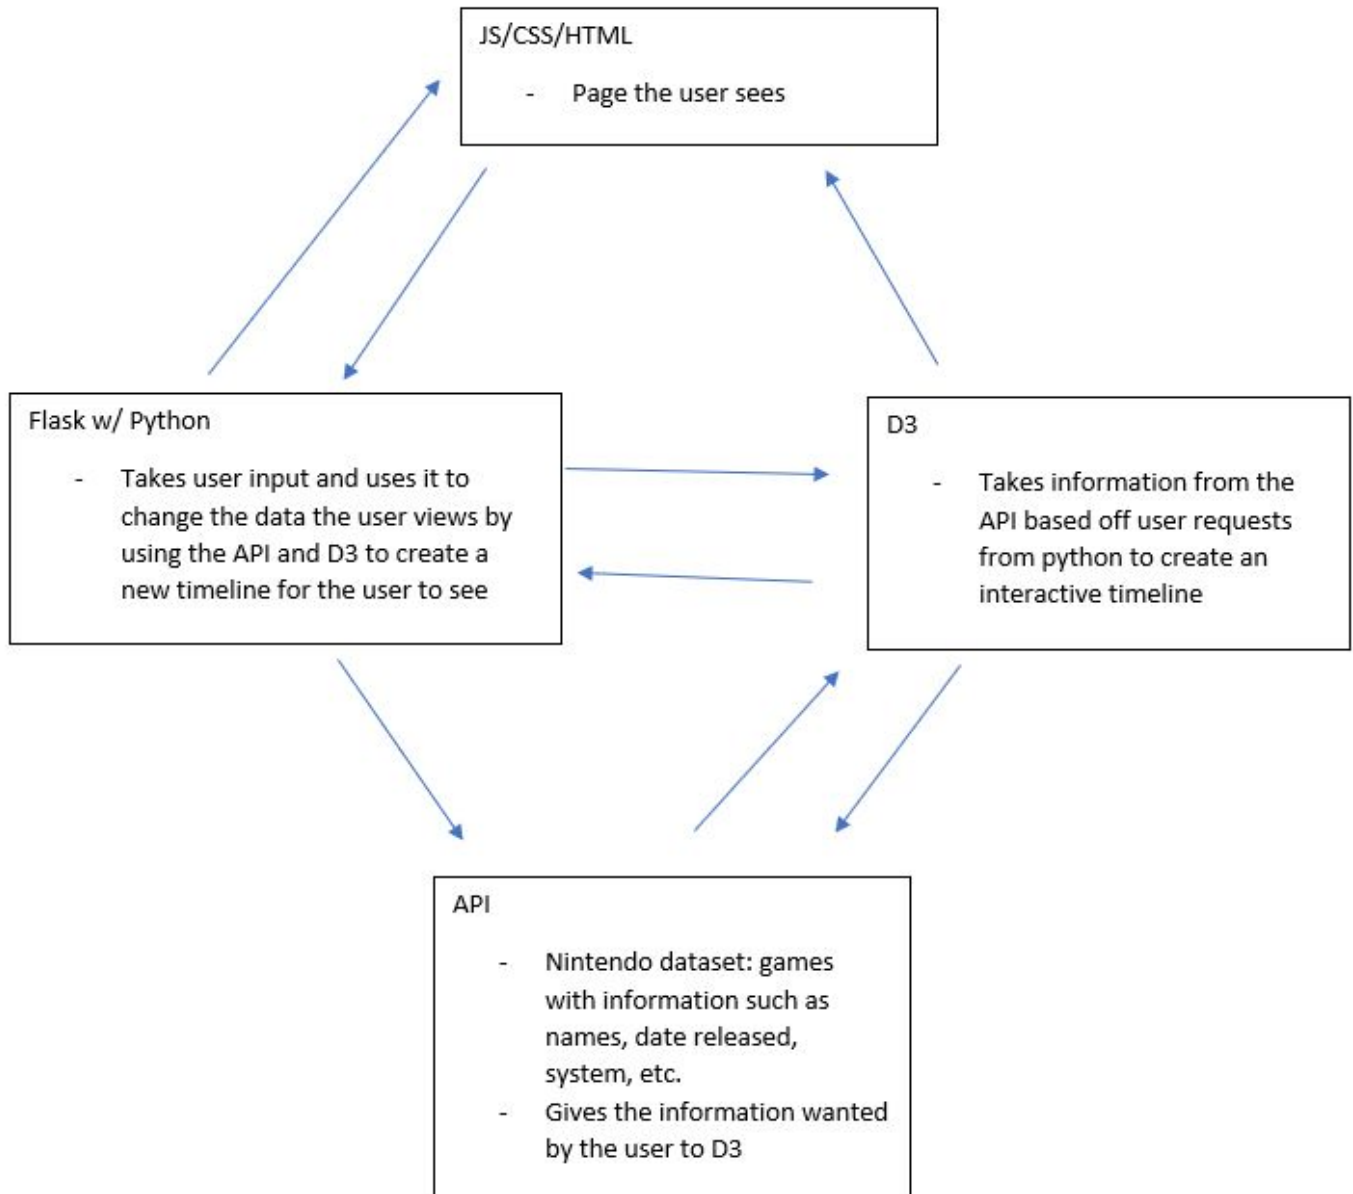 JS/CSS/HTML
- Page the user sees
Flask w/ Python
- Takes user input and uses it to
change the data the user views by
using the API and D3 to create a
new timeline for the user to see
D3
- Takes information from the
API based off user requests
from python to create an
interactive timeline
API
- Nintendo dataset: games
with information such as
names, date released,
system, etc.
- Gives the information wanted
by the user to D3